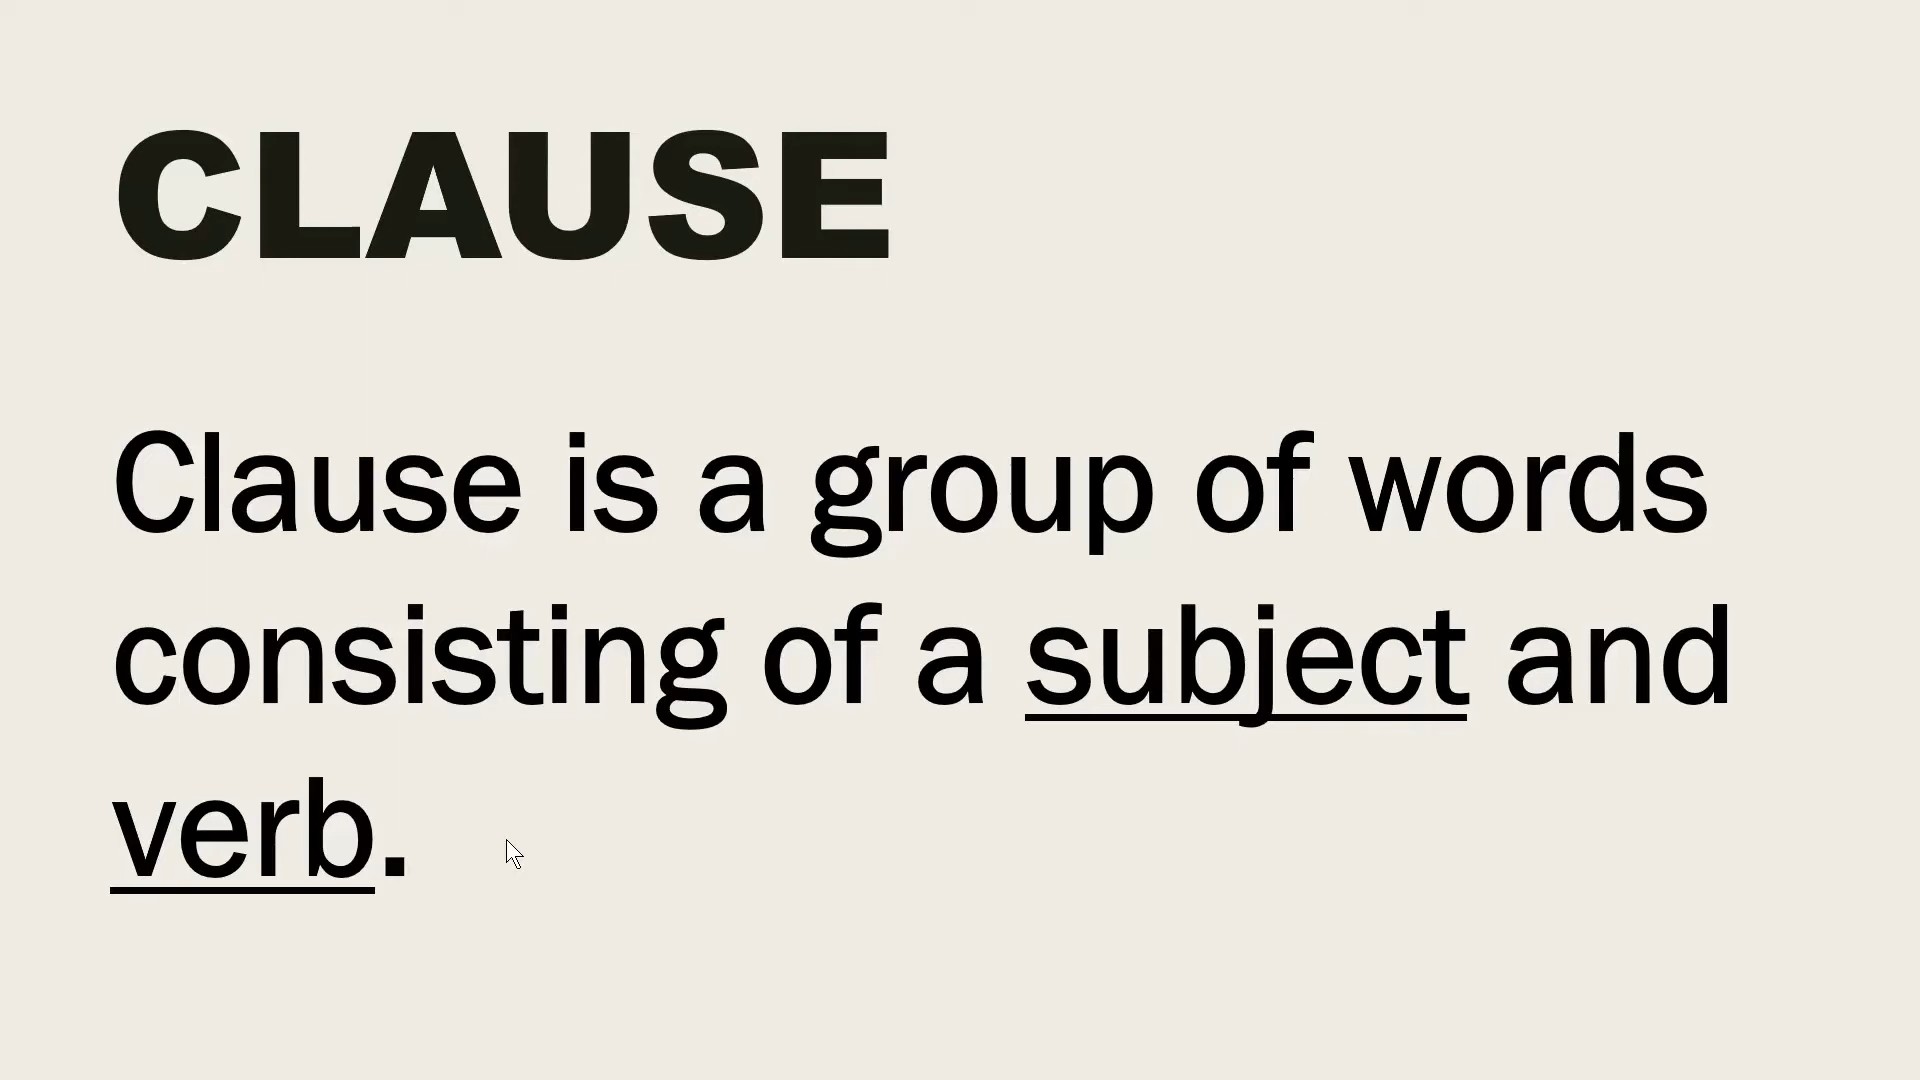 CLAUSE
Clause is a group of words
consisting of a subject and
verb.